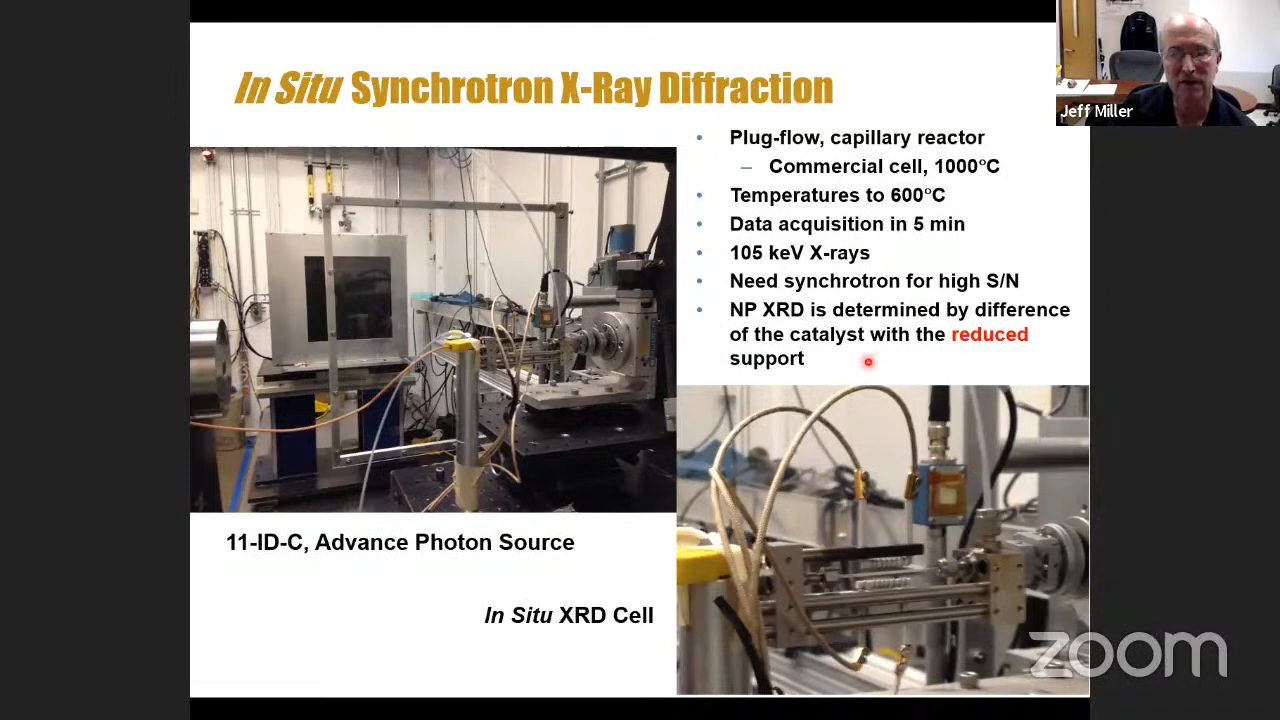 In Situ Synchrotron X-Ray Diffraction
Jeff Miller
Plug-flow, capillary reactor
Commercial cell, 1000°C
Temperatures to 600°C
Data acquisition in 5 min
105 keV X-rays
Need synchrotron for high S/N
NP XRD is determined by difference
of the catalyst with the reduced
support
11-ID-C, Advance Photon Source
In Situ XRD Cell
zoom